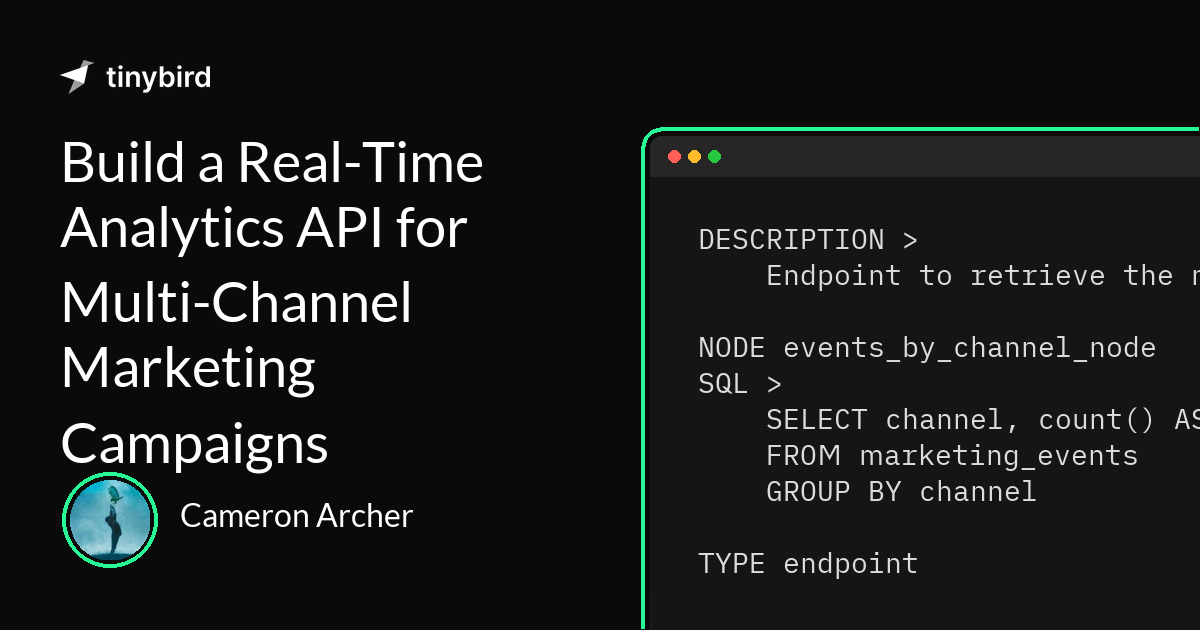 tinybird
Build a Real-Time
Analytics API for
Multi-Channel
Marketing
Campaigns
Cameron Archer
DESCRIPTION >
Endpoint to retrieve the
NODE events_by_channel_node
SQL >
SELECT channel, count() AS
FROM marketing_events
GROUP BY channel
TYPE endpoint